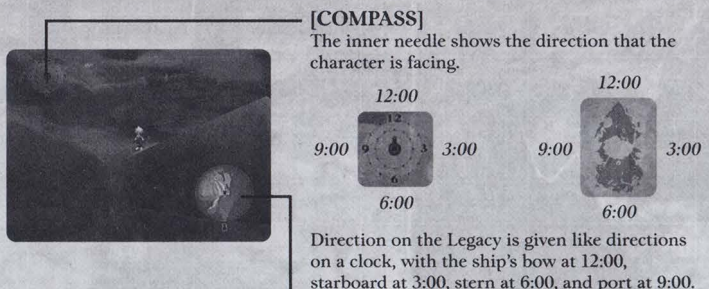 [COMPASS]
The inner needle shows the direction that the
character is facing.
12:00
12:00
12
9:00 9 3 3:00
9:00 3:00
6
6:00
6:00
Direction on the Legacy is given like directions
on a clock, with the ship's bow at 12:00,
starboard at 3:00, stern at 6:00, and port at 9:00.